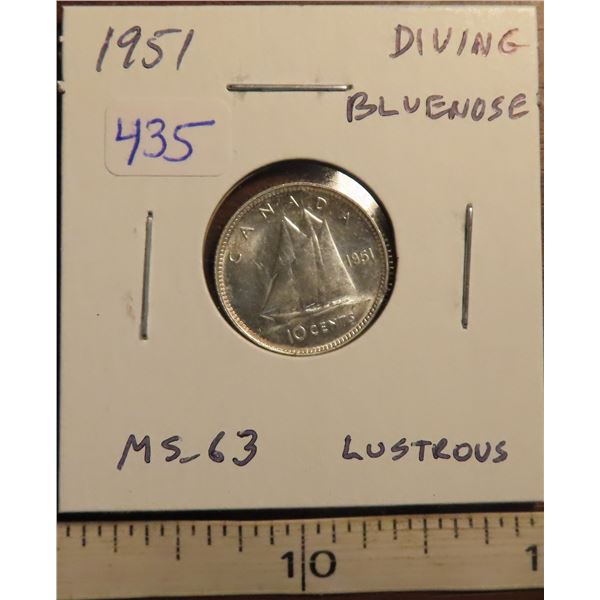 1951
DIVING
BLUENOSE
435
CANADA
1951
10 CENTS
MS-63
LUSTROUS
10
1